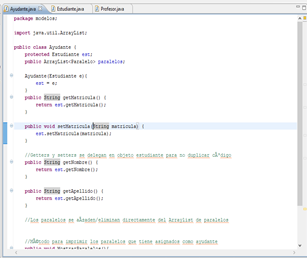 Ayudante.java Estudiante.java Profesor.java
package modelos;
import java.util.ArrayList;
public class Ayudante {
protected Estudiante est;
public ArrayList<Paralelo> paralelos;
Ayudante(Estudiante e){
est = e;
}
public String getMatricula() {
return est.getMatricula();
}
public void setMatricula(String matricula) {
est.setMatricula(matricula);
}
//Getters y setters se delegan en objeto estudiante para no duplicar cÃ³digo
public String getNombre() {
return est.getNombre();
}
public String getApellido() {
return est.getApellido();
}
//Los paralelos se aÃ±aden/eliminan directamente del Arraylist de paralelos
//MÃ©todo para imprimir los paralelos que tiene asignados como ayudante
public void MostrarParalelos(){